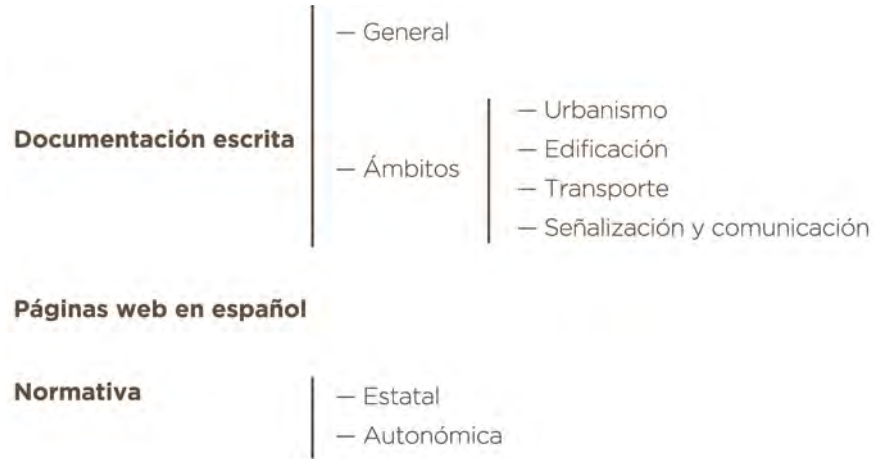 — General
Documentación escrita
— Ámbitos
— Urbanismo
— Edificación
— Transporte
— Señalización y comunicación
Páginas web en español
Normativa
— Estatal
— Autonómica